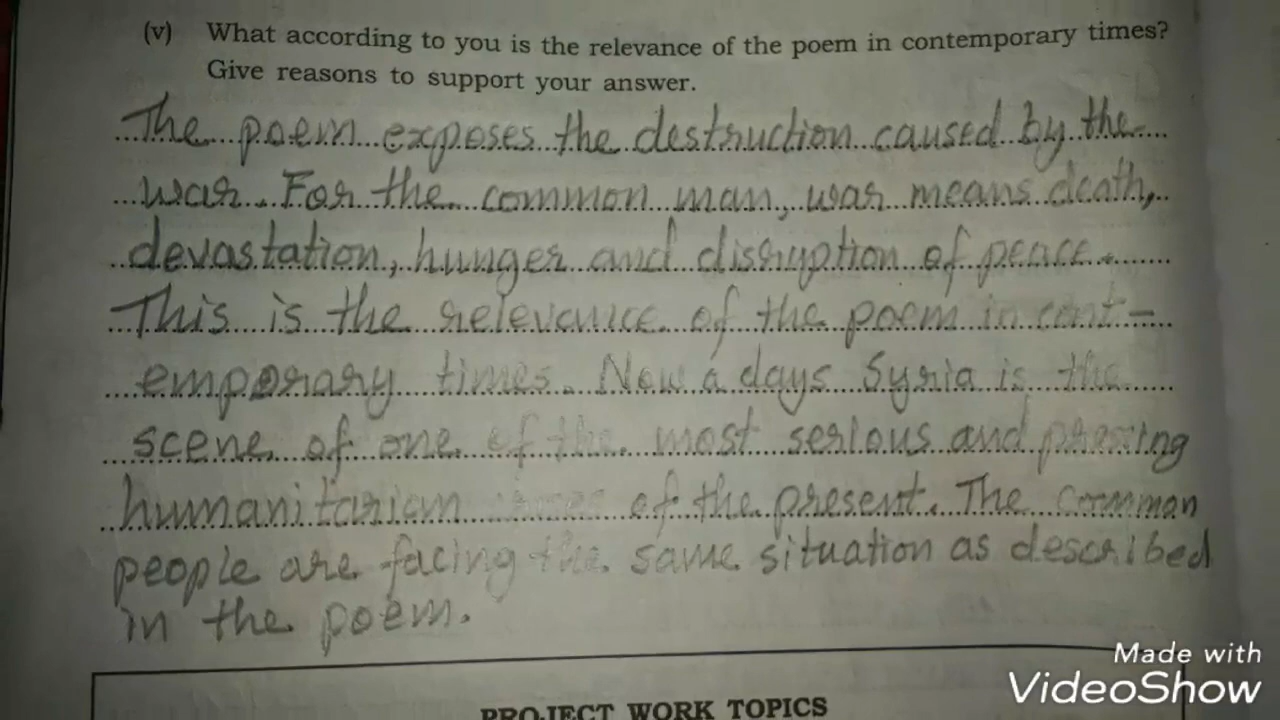 (v) What according to you is the relevance of the poem in contemporary times?
Give reasons to support your answer.
The poem exposes the destruction caused by the
war. For the common man, war means death,
devastation, hunger and disruption of peace.
This is the relevance of the poem in cont-
emporary times. Now a days Syria is the
scene of one of the most serious and pressing
humanitarian of the present. The common
people are facing the same situation as described
in the poem.
PROJECT WORK TOPICS
Made with
VideoShow